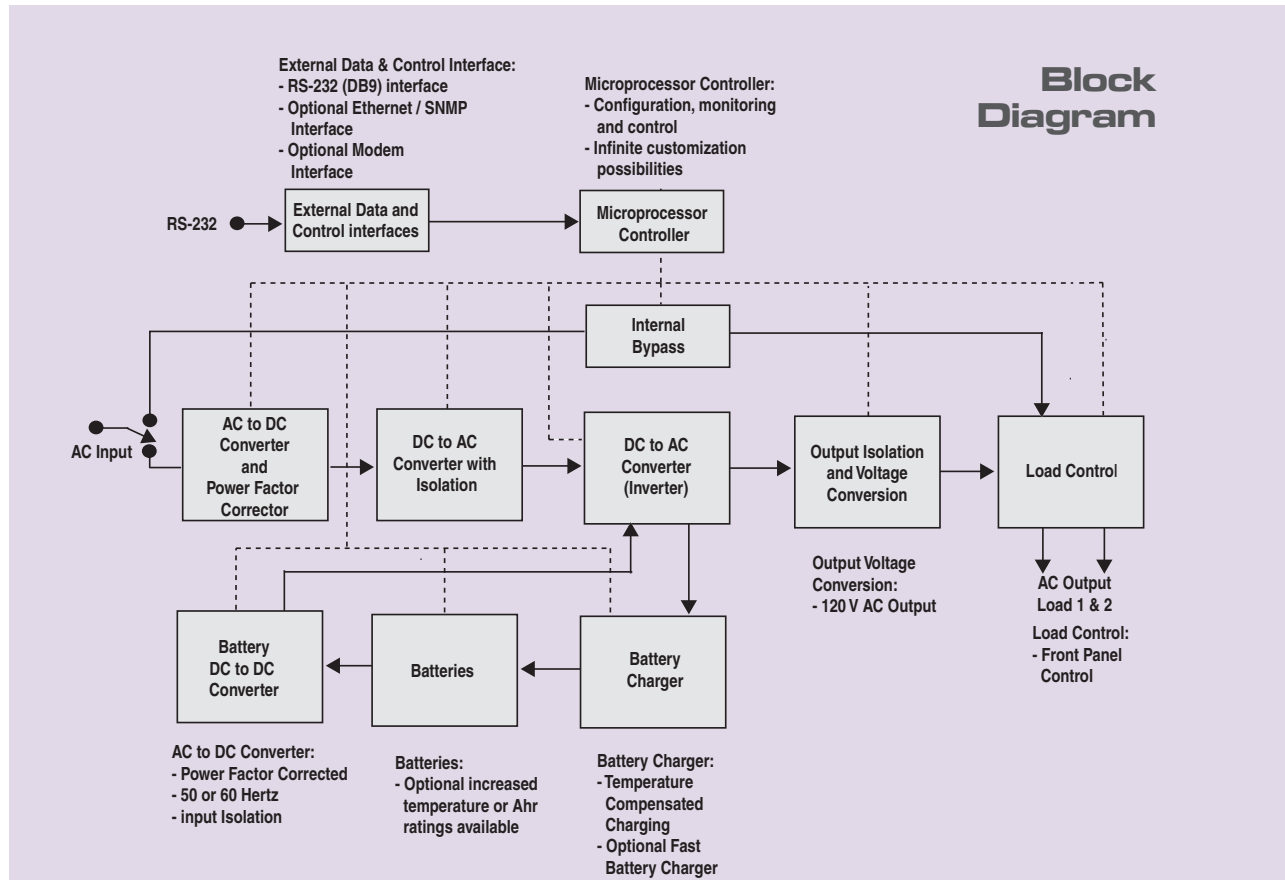 Block
Diagram
External Data & Control Interface:
- RS-232 (DB9) interface
- Optional Ethernet / SNMP
Interface
- Optional Modem
Interface
Microprocessor Controller:
- Configuration, monitoring
and control
- Infinite customization
possibilities
RS-232
External Data and
Control interfaces
Microprocessor
Controller
Internal
Bypass
AC Input
AC to DC
Converter
and
Power Factor
Corrector
DC to AC
Converter with
Isolation
DC to AC
Converter
(Inverter)
Output Isolation
and Voltage
Conversion
Load Control
Output Voltage
Conversion:
- 120 V AC Output
AC Output
Load 1 & 2
Load Control:
- Front Panel
Control
Battery
DC to DC
Converter
Batteries
Battery
Charger
AC to DC Converter:
- Power Factor Corrected
- 50 or 60 Hertz
- input Isolation
Batteries:
- Optional increased
temperature or Ahr
ratings available
Battery Charger:
- Temperature
Compensated
Charging
- Optional Fast
Battery Charger